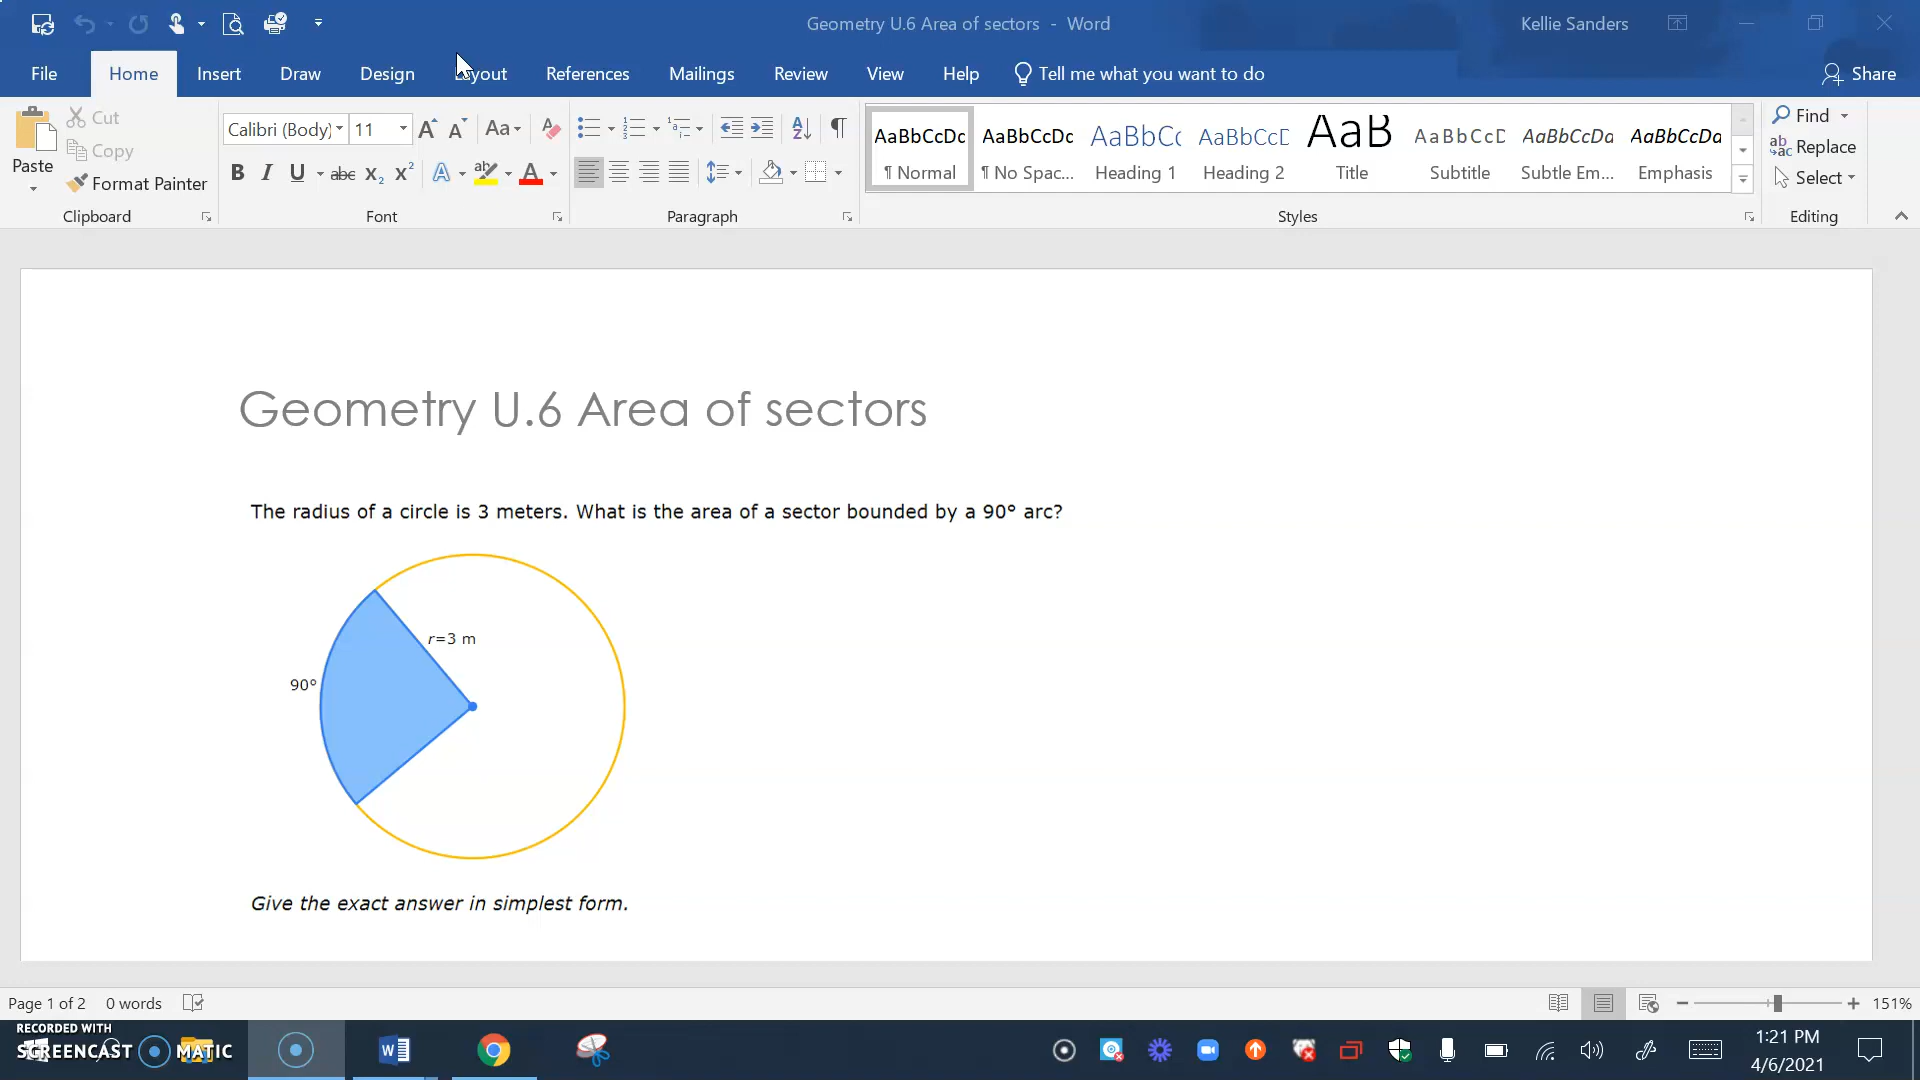 Geometry U.6 Area of sectors - Word
Kellie Sanders
File Home Insert Draw Design Layout References Mailings Review View Help Tell me what you want to do Share
Paste
Cut
Copy
Format Painter
Clipboard
Calibri (Body) 11
Font
Paragraph
AaBbCcDc AaBbCcDc AaBbCc AaBbCcD AaB AaBbCcD AaBbCcDd AaBbCcDd
¶ Normal ¶ No Spac... Heading 1 Heading 2 Title Subtitle Subtle Em... Emphasis
Styles
Find
Replace
Select
Editing
Geometry U.6 Area of sectors
The radius of a circle is 3 meters. What is the area of a sector bounded by a 90° arc?
r=3 m
90°
Give the exact answer in simplest form.
Page 1 of 2 0 words
151%
RECORDED WITH
SCREENCAST MATIC
1:21 PM
4/6/2021